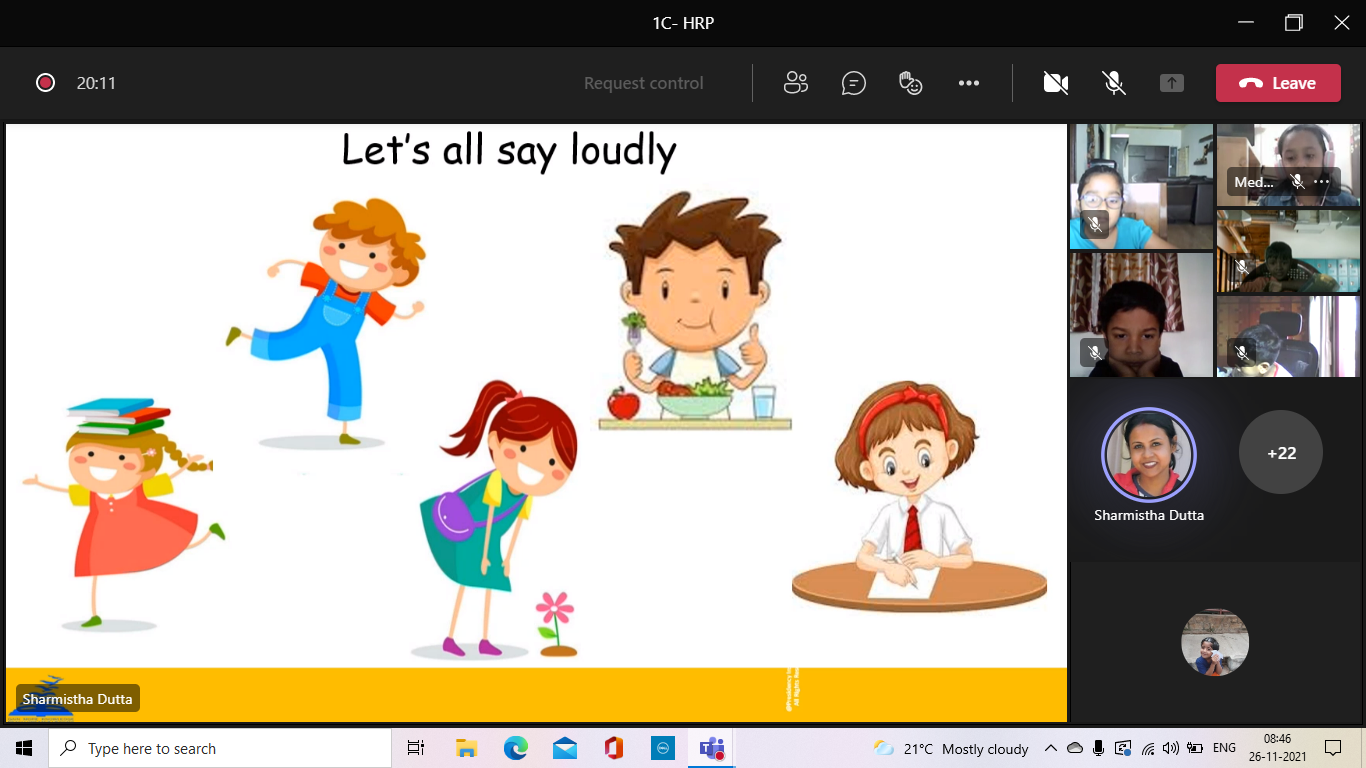 1C- HRP
20:11
Request control
Leave
Let's all say loudly
Med...
+22
Sharmistha Dutta
Sharmistha Dutta
Type here to search
21°C Mostly cloudy
ENG
08:46
26-11-2021